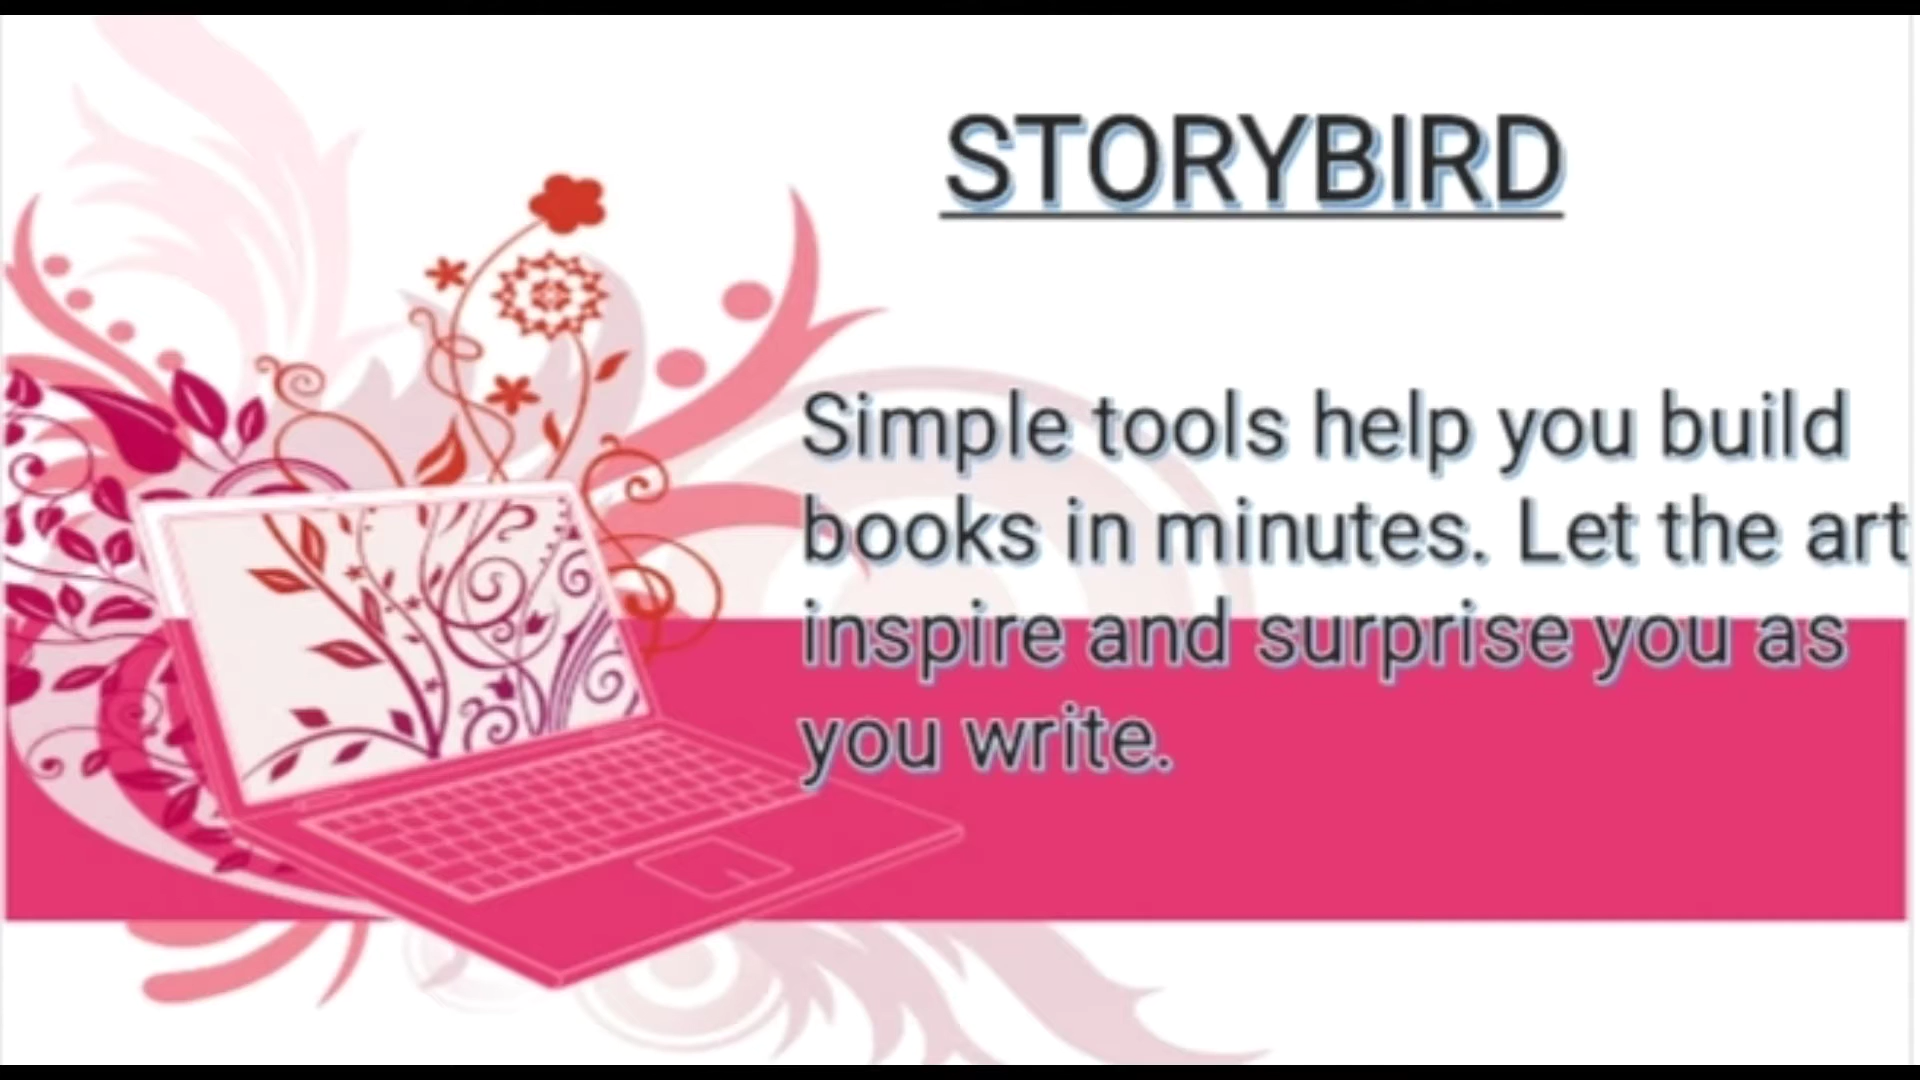 STORYBIRD
Simple tools help you build
books in minutes. Let the art
inspire and surprise you as
you write.